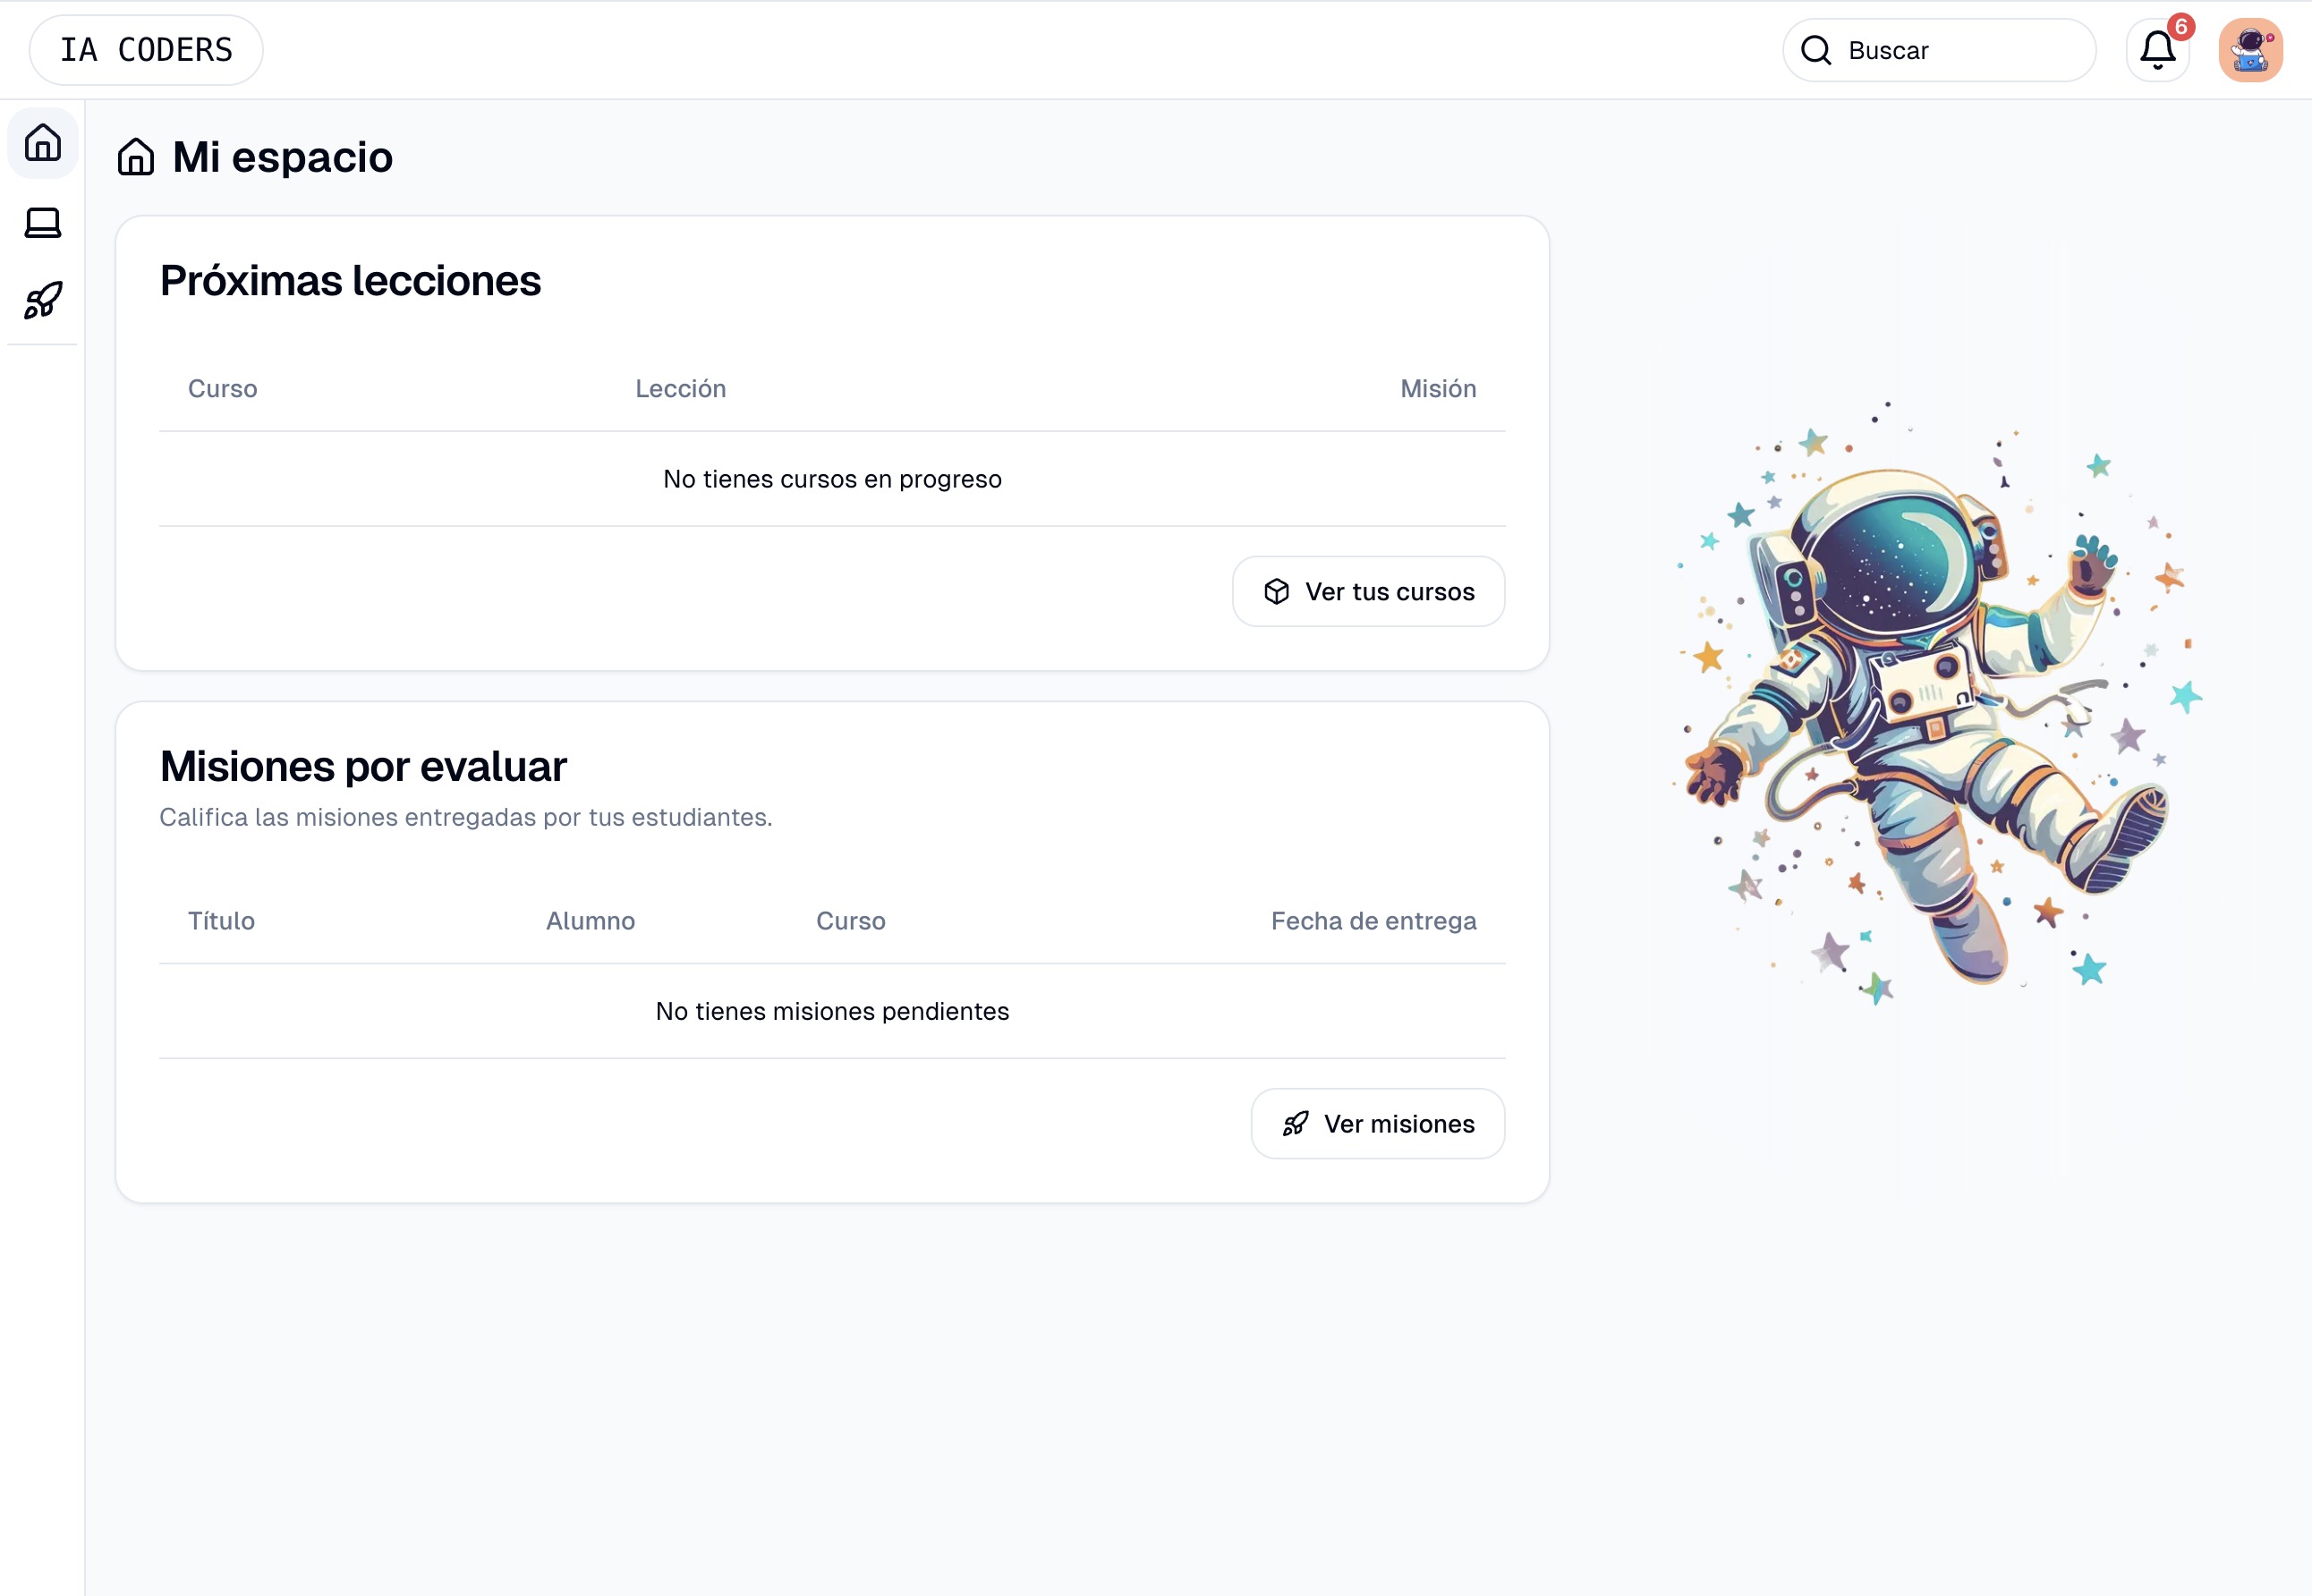 IA CODERS
Buscar
6
Mi espacio
Próximas lecciones
Curso Lección Misión
No tienes cursos en progreso
Ver tus cursos
Misiones por evaluar
Califica las misiones entregadas por tus estudiantes.
Título Alumno Curso Fecha de entrega
No tienes misiones pendientes
Ver misiones